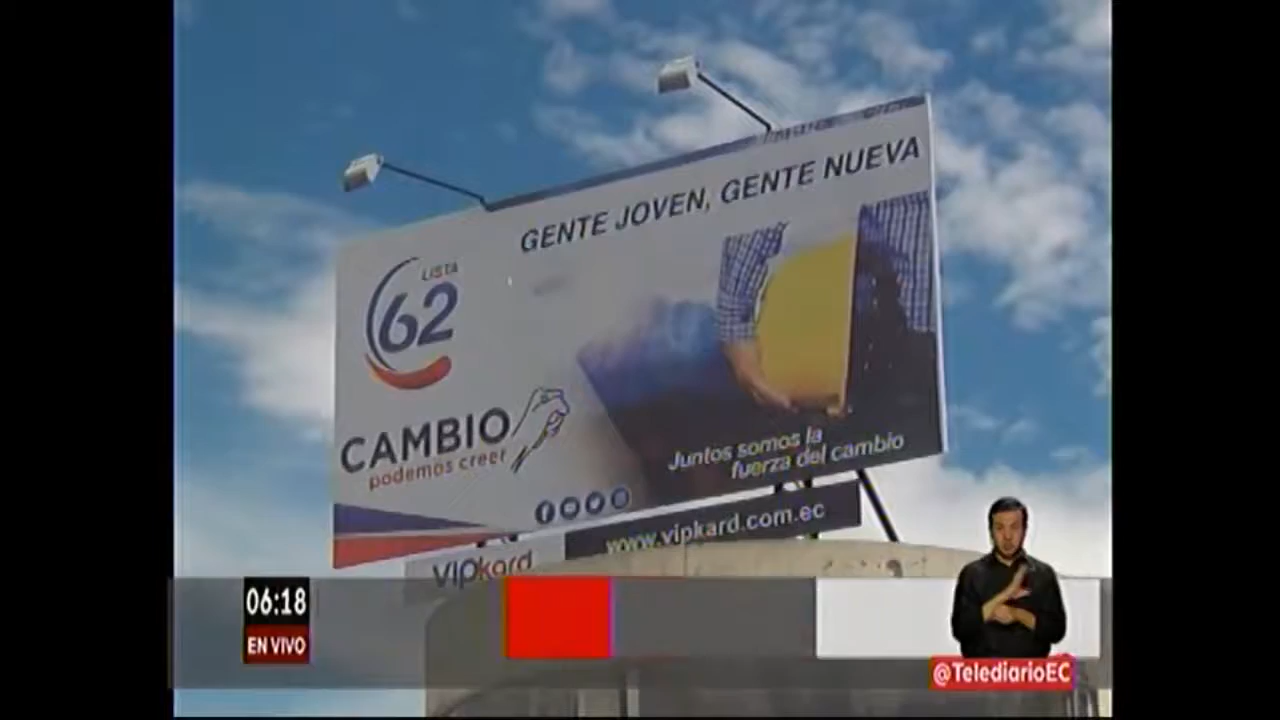 GENTE JOVEN, GENTE NUEVA
LISTA
62
CAMBIO
podemos creer
Juntos somos la
fuerza del cambio
www.vipkard.com.ec
vipkard
06:18
EN VIVO
@TelediarioEC